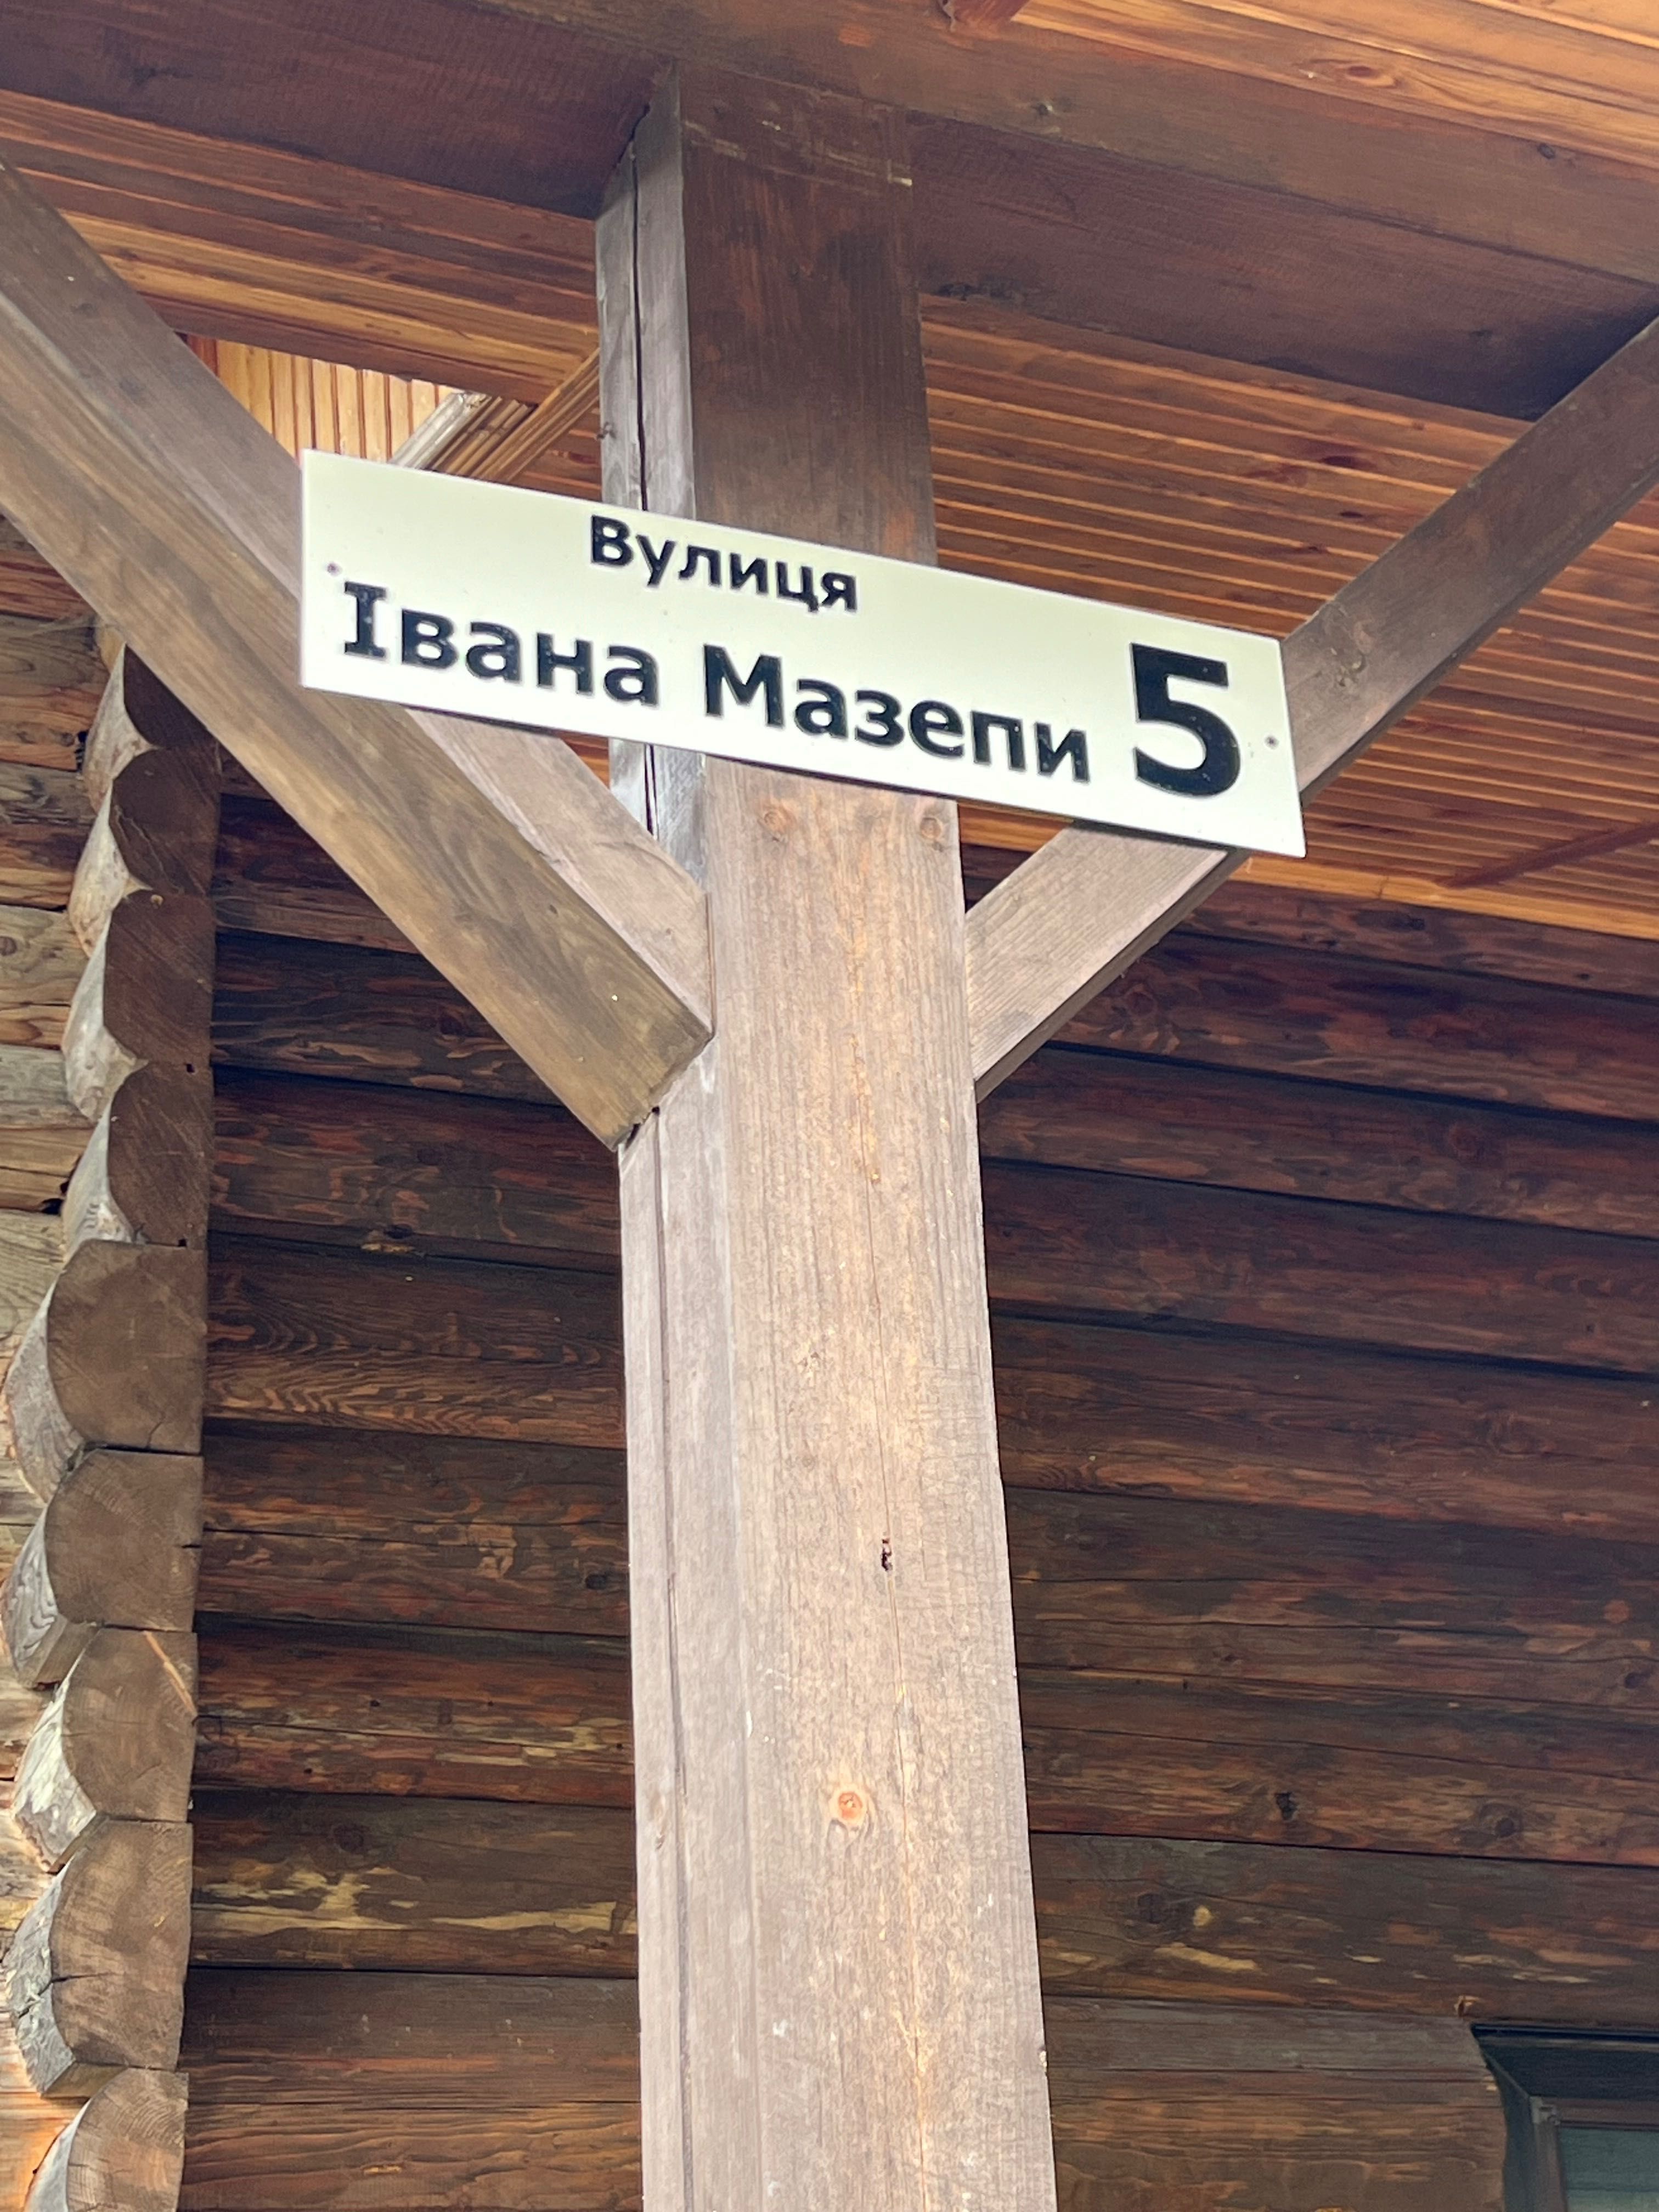 Вулиця
Івана Мазепи 5